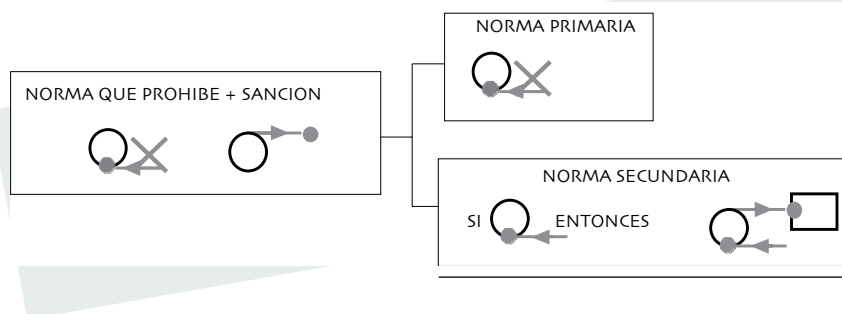 NORMA PRIMARIA
NORMA QUE PROHIBE + SANCION
NORMA SECUNDARIA
SI ENTONCES